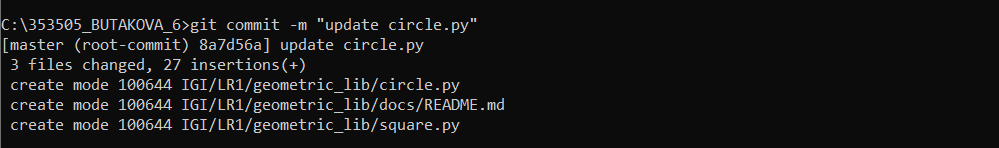 C:\353505_BUTAKOVA_6>git commit -m "update circle.py"
[master (root-commit) 8a7d56a] update circle.py
 3 files changed, 27 insertions(+)
 create mode 100644 IGI/LR1/geometric_lib/circle.py
 create mode 100644 IGI/LR1/geometric_lib/docs/README.md
 create mode 100644 IGI/LR1/geometric_lib/square.py